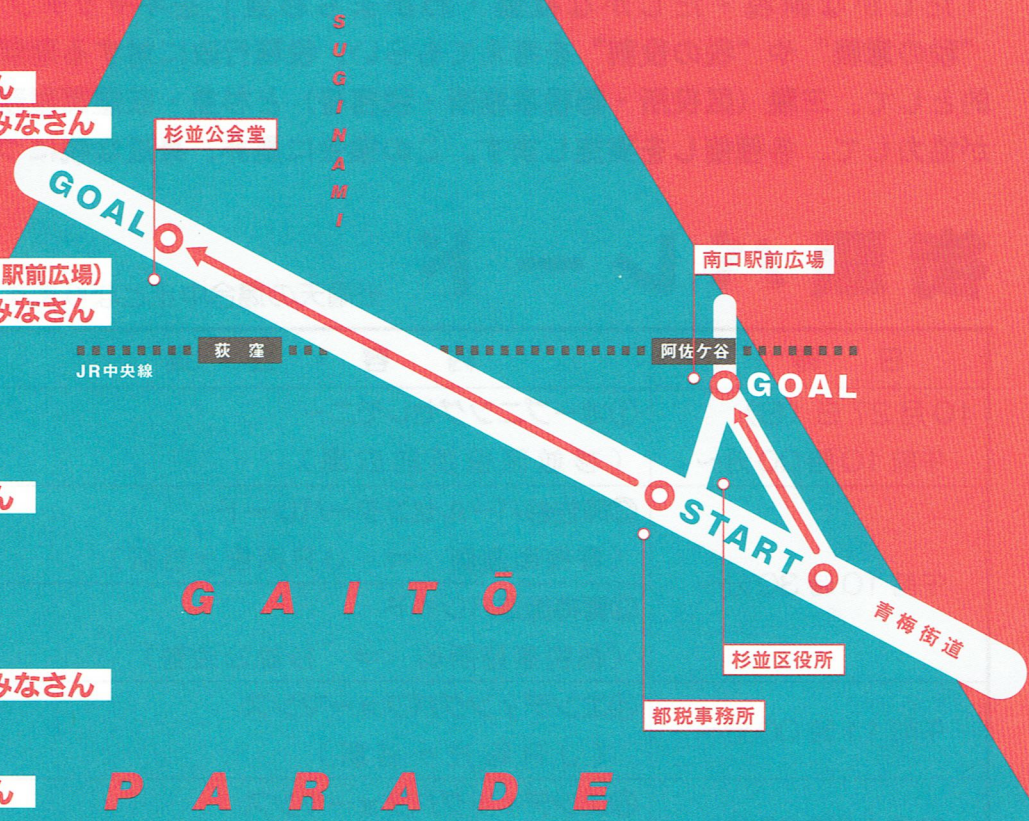 SUGINAMI
ん
みなさん
杉並公会堂
GOAL
駅前広場）
みなさん
南口駅前広場
荻窪
阿佐ケ谷
JR中央線
GOAL
START
ん
GAITŌ
青梅街道
杉並区役所
みなさん
都税事務所
ん
PARADE